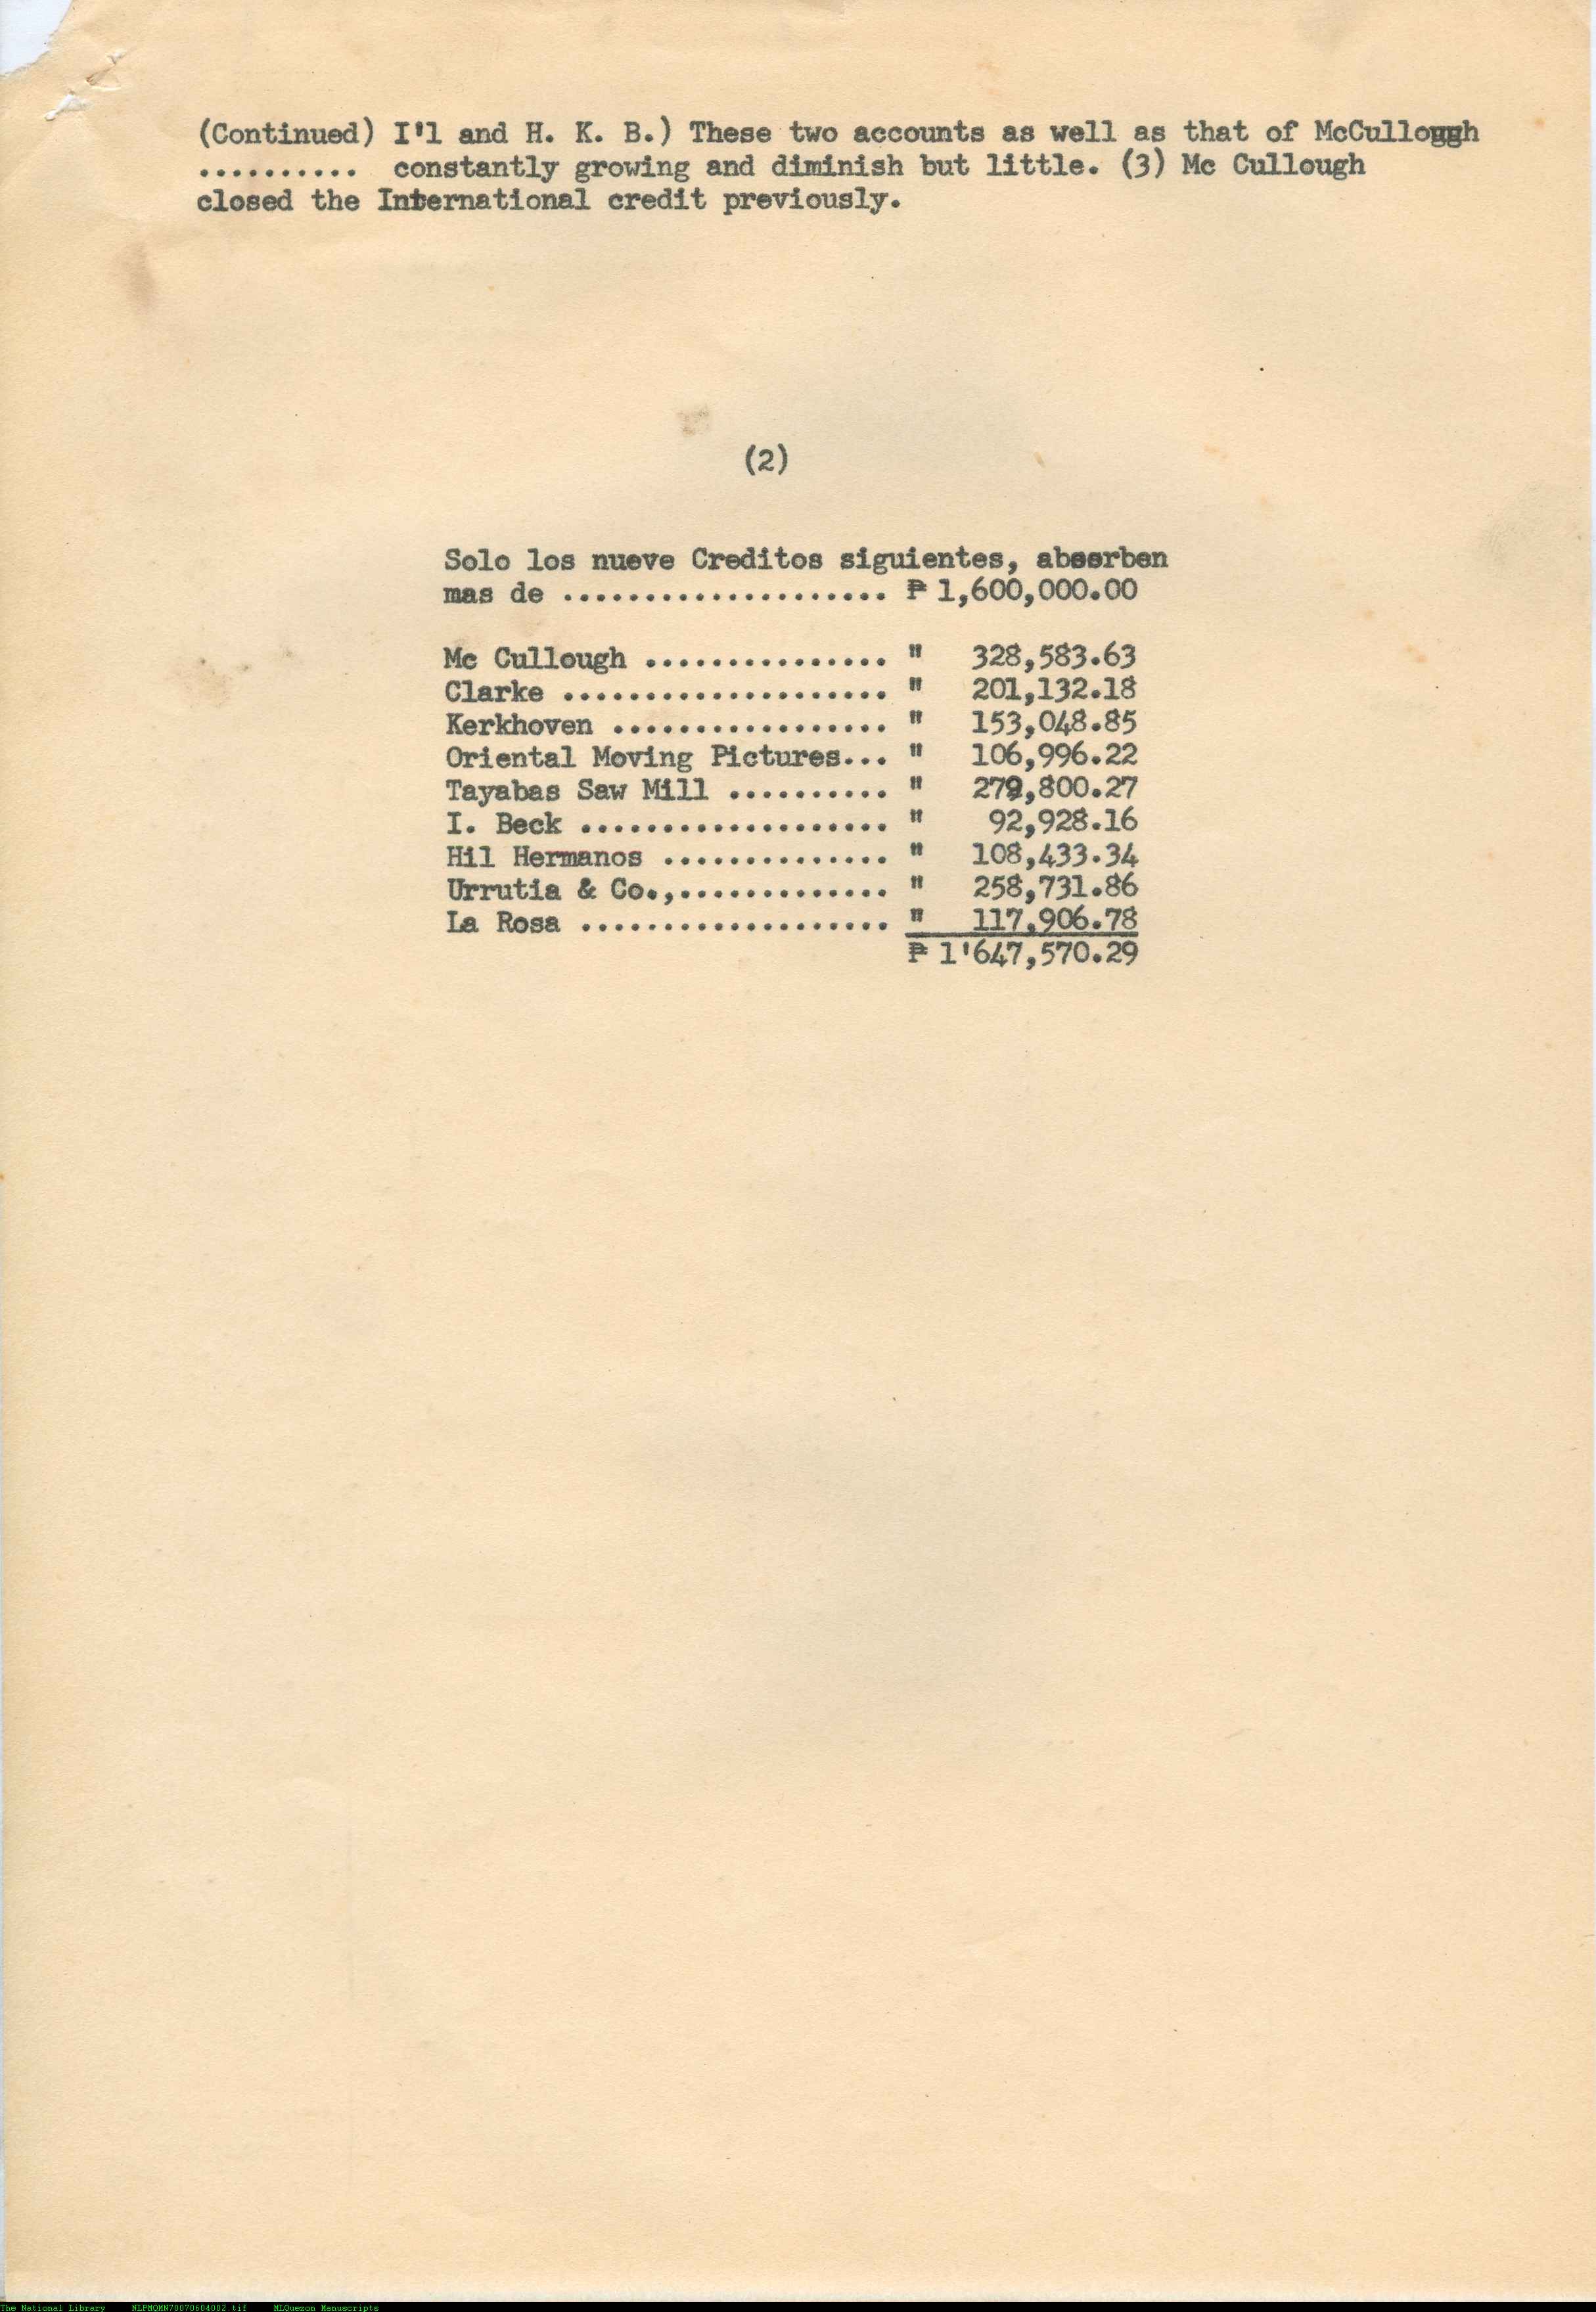 (Continued) I'l and H. K. B.) These two accounts as well as that of McCullough
.......... constantly growing and diminish but little. (3) Mc Cullough
closed the International credit previously.
(2)
Solo los nueve Creditos siguientes, absorben
mas de .................... ₱ 1,600,000.00
Mc Cullough ............... " 328,583.63
Clarke .................... " 201,132.18
Kerkhoven ................. " 153,048.85
Oriental Moving Pictures... " 106,996.22
Tayabas Saw Mill .......... " 279,800.27
I. Beck ................... " 92,928.16
Hil Hermanos .............. " 108,433.34
Urrutia & Co.,............. " 258,731.86
La Rosa ................... " 117,906.78
₱ 1'647,570.29
The National Library NLPMQMN70070604002.tif MLQuezon Manuscripts